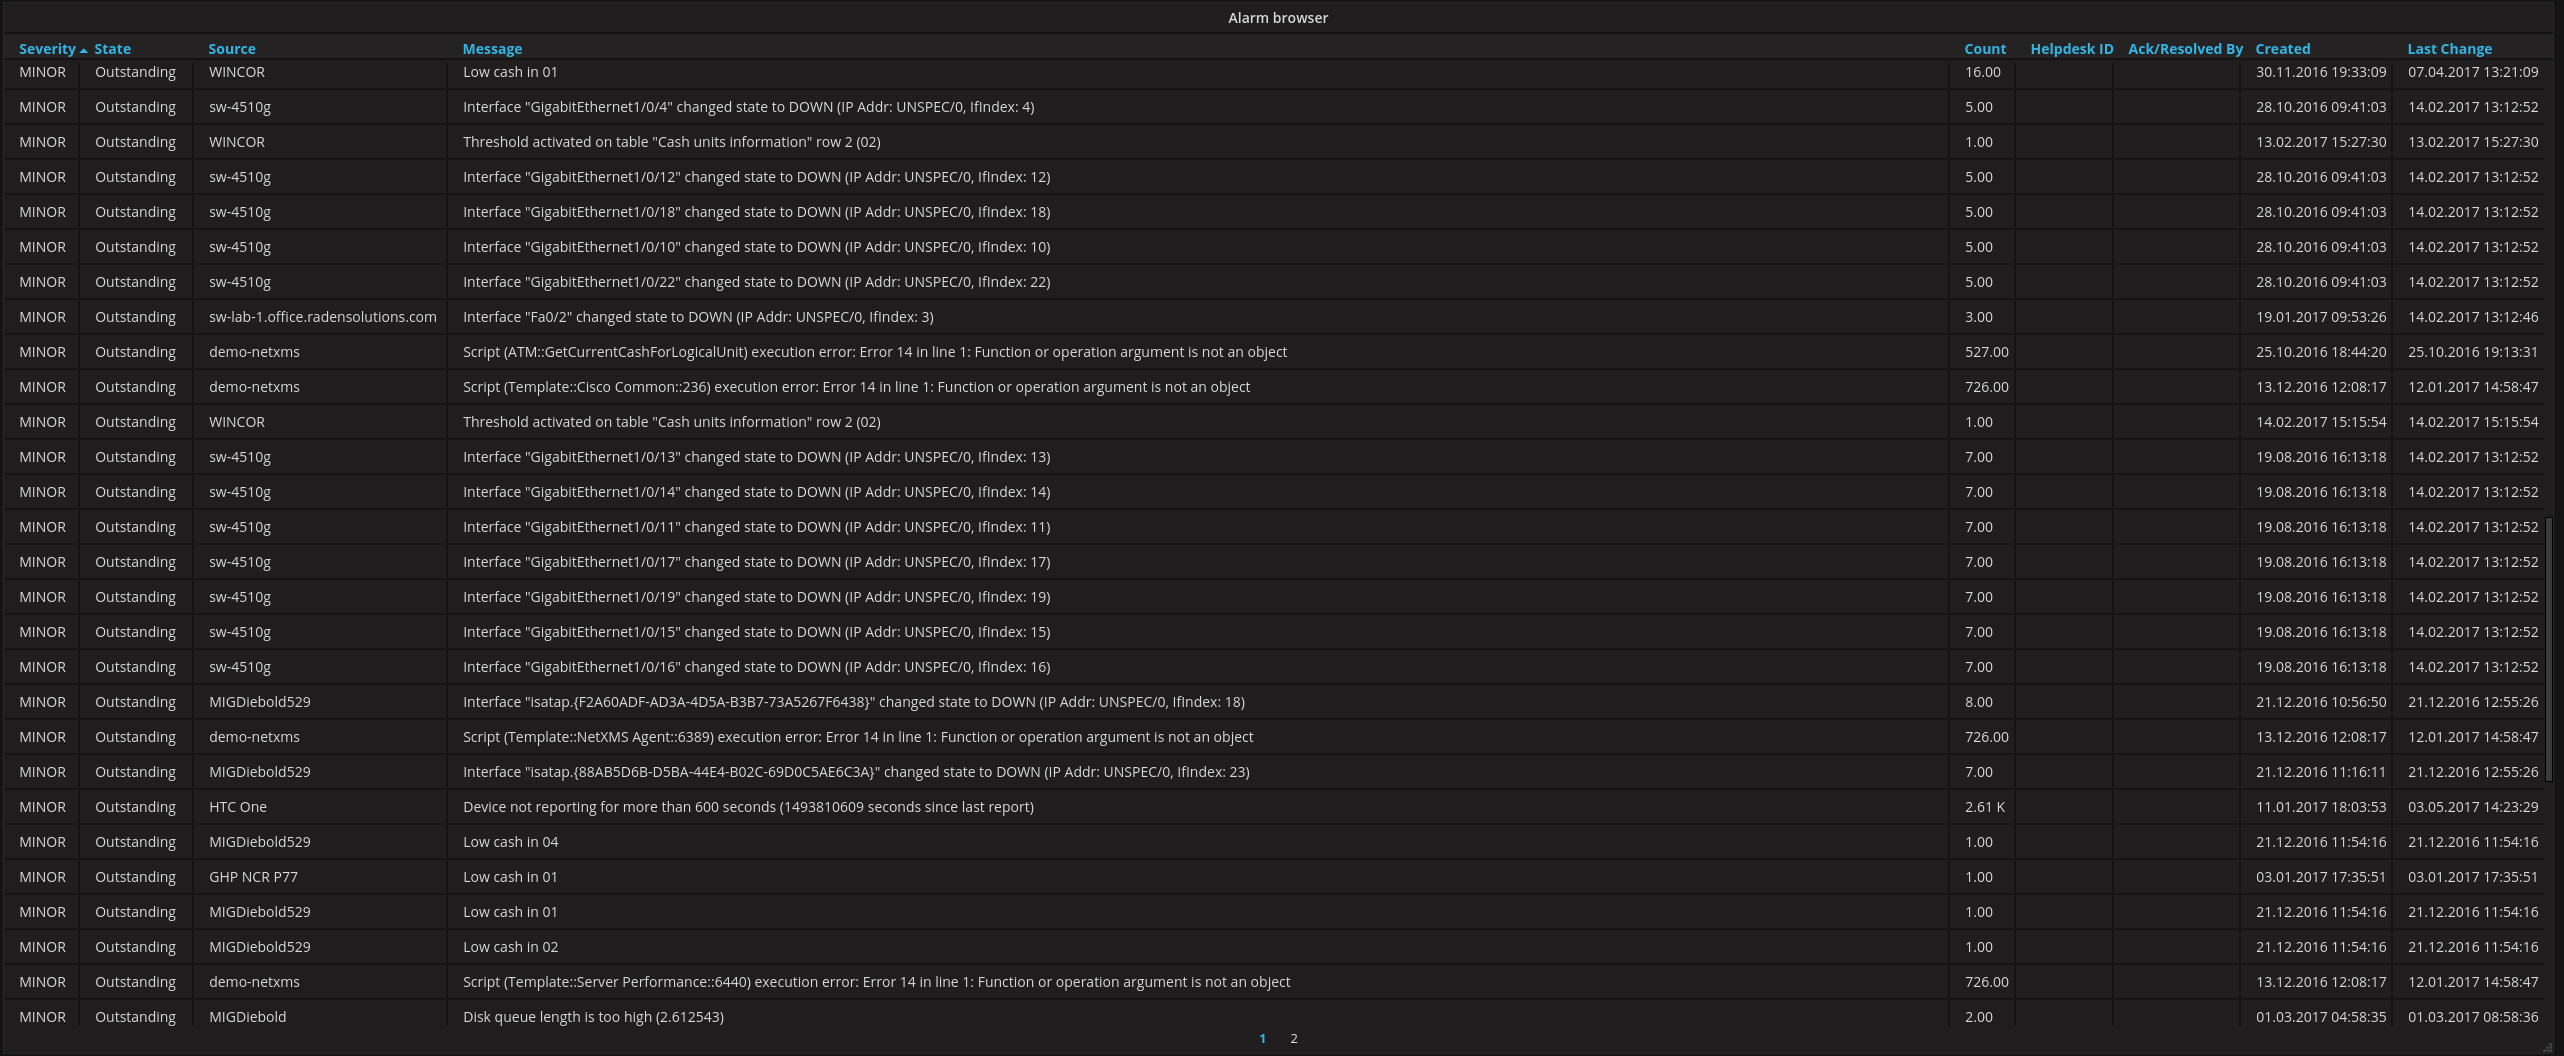 Alarm browser
Severity State Source Message Count Helpdesk ID Ack/Resolved By Created Last Change
MINOR Outstanding WINCOR Low cash in 01 16.00 30.11.2016 19:33:09 07.04.2017 13:21:09
MINOR Outstanding sw-4510g Interface "GigabitEthernet1/0/4" changed state to DOWN (IP Addr: UNSPEC/0, IfIndex: 4) 5.00 28.10.2016 09:41:03 14.02.2017 13:12:52
MINOR Outstanding WINCOR Threshold activated on table "Cash units information" row 2 (02) 1.00 13.02.2017 15:27:30 13.02.2017 15:27:30
MINOR Outstanding sw-4510g Interface "GigabitEthernet1/0/12" changed state to DOWN (IP Addr: UNSPEC/0, IfIndex: 12) 5.00 28.10.2016 09:41:03 14.02.2017 13:12:52
MINOR Outstanding sw-4510g Interface "GigabitEthernet1/0/18" changed state to DOWN (IP Addr: UNSPEC/0, IfIndex: 18) 5.00 28.10.2016 09:41:03 14.02.2017 13:12:52
MINOR Outstanding sw-4510g Interface "GigabitEthernet1/0/10" changed state to DOWN (IP Addr: UNSPEC/0, IfIndex: 10) 5.00 28.10.2016 09:41:03 14.02.2017 13:12:52
MINOR Outstanding sw-4510g Interface "GigabitEthernet1/0/22" changed state to DOWN (IP Addr: UNSPEC/0, IfIndex: 22) 5.00 28.10.2016 09:41:03 14.02.2017 13:12:52
MINOR Outstanding sw-lab-1.office.radensolutions.com Interface "Fa0/2" changed state to DOWN (IP Addr: UNSPEC/0, IfIndex: 3) 3.00 19.01.2017 09:53:26 14.02.2017 13:12:46
MINOR Outstanding demo-netxms Script (ATM::GetCurrentCashForLogicalUnit) execution error: Error 14 in line 1: Function or operation argument is not an object 527.00 25.10.2016 18:44:20 25.10.2016 19:13:31
MINOR Outstanding demo-netxms Script (Template::Cisco Common::236) execution error: Error 14 in line 1: Function or operation argument is not an object 726.00 13.12.2016 12:08:17 12.01.2017 14:58:47
MINOR Outstanding WINCOR Threshold activated on table "Cash units information" row 2 (02) 1.00 14.02.2017 15:15:54 14.02.2017 15:15:54
MINOR Outstanding sw-4510g Interface "GigabitEthernet1/0/13" changed state to DOWN (IP Addr: UNSPEC/0, IfIndex: 13) 7.00 19.08.2016 16:13:18 14.02.2017 13:12:52
MINOR Outstanding sw-4510g Interface "GigabitEthernet1/0/14" changed state to DOWN (IP Addr: UNSPEC/0, IfIndex: 14) 7.00 19.08.2016 16:13:18 14.02.2017 13:12:52
MINOR Outstanding sw-4510g Interface "GigabitEthernet1/0/11" changed state to DOWN (IP Addr: UNSPEC/0, IfIndex: 11) 7.00 19.08.2016 16:13:18 14.02.2017 13:12:52
MINOR Outstanding sw-4510g Interface "GigabitEthernet1/0/17" changed state to DOWN (IP Addr: UNSPEC/0, IfIndex: 17) 7.00 19.08.2016 16:13:18 14.02.2017 13:12:52
MINOR Outstanding sw-4510g Interface "GigabitEthernet1/0/19" changed state to DOWN (IP Addr: UNSPEC/0, IfIndex: 19) 7.00 19.08.2016 16:13:18 14.02.2017 13:12:52
MINOR Outstanding sw-4510g Interface "GigabitEthernet1/0/15" changed state to DOWN (IP Addr: UNSPEC/0, IfIndex: 15) 7.00 19.08.2016 16:13:18 14.02.2017 13:12:52
MINOR Outstanding sw-4510g Interface "GigabitEthernet1/0/16" changed state to DOWN (IP Addr: UNSPEC/0, IfIndex: 16) 7.00 19.08.2016 16:13:18 14.02.2017 13:12:52
MINOR Outstanding MIGDiebold529 Interface "isatap.{F2A60ADF-AD3A-4D5A-B3B7-73A5267F6438}" changed state to DOWN (IP Addr: UNSPEC/0, IfIndex: 18) 8.00 21.12.2016 10:56:50 21.12.2016 12:55:26
MINOR Outstanding demo-netxms Script (Template::NetXMS Agent::6389) execution error: Error 14 in line 1: Function or operation argument is not an object 726.00 13.12.2016 12:08:17 12.01.2017 14:58:47
MINOR Outstanding MIGDiebold529 Interface "isatap.{88AB5D6B-D5BA-44E4-B02C-69D0C5AE6C3A}" changed state to DOWN (IP Addr: UNSPEC/0, IfIndex: 23) 7.00 21.12.2016 11:16:11 21.12.2016 12:55:26
MINOR Outstanding HTC One Device not reporting for more than 600 seconds (1493810609 seconds since last report) 2.61 K 11.01.2017 18:03:53 03.05.2017 14:23:29
MINOR Outstanding MIGDiebold529 Low cash in 04 1.00 21.12.2016 11:54:16 21.12.2016 11:54:16
MINOR Outstanding GHP NCR P77 Low cash in 01 1.00 03.01.2017 17:35:51 03.01.2017 17:35:51
MINOR Outstanding MIGDiebold529 Low cash in 01 1.00 21.12.2016 11:54:16 21.12.2016 11:54:16
MINOR Outstanding MIGDiebold529 Low cash in 02 1.00 21.12.2016 11:54:16 21.12.2016 11:54:16
MINOR Outstanding demo-netxms Script (Template::Server Performance::6440) execution error: Error 14 in line 1: Function or operation argument is not an object 726.00 13.12.2016 12:08:17 12.01.2017 14:58:47
MINOR Outstanding MIGDiebold Disk queue length is too high (2.612543) 2.00 01.03.2017 04:58:35 01.03.2017 08:58:36
1 2